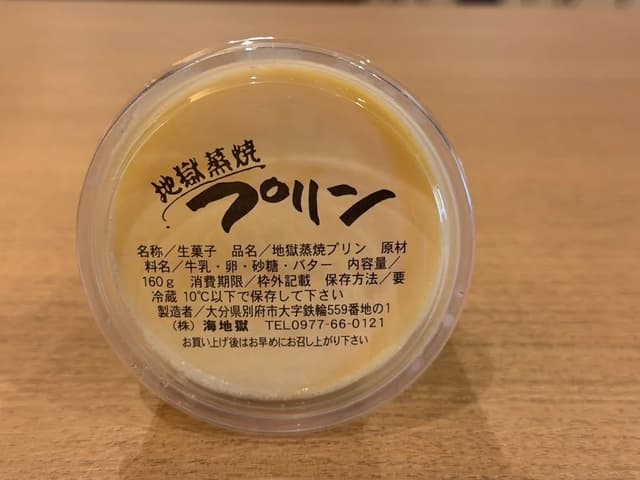 地獄蒸焼
プリン
名称／生菓子　品名／地獄蒸焼プリン　原材
料名／牛乳・卵・砂糖・バター　内容量／
160g　消費期限／枠外記載　保存方法／要
冷蔵 10℃以下で保存して下さい
製造者／大分県別府市大字鉄輪559番地の1
(株) 海地獄　TEL0977-66-0121
お買い上げ後はお早めにお召し上がり下さい